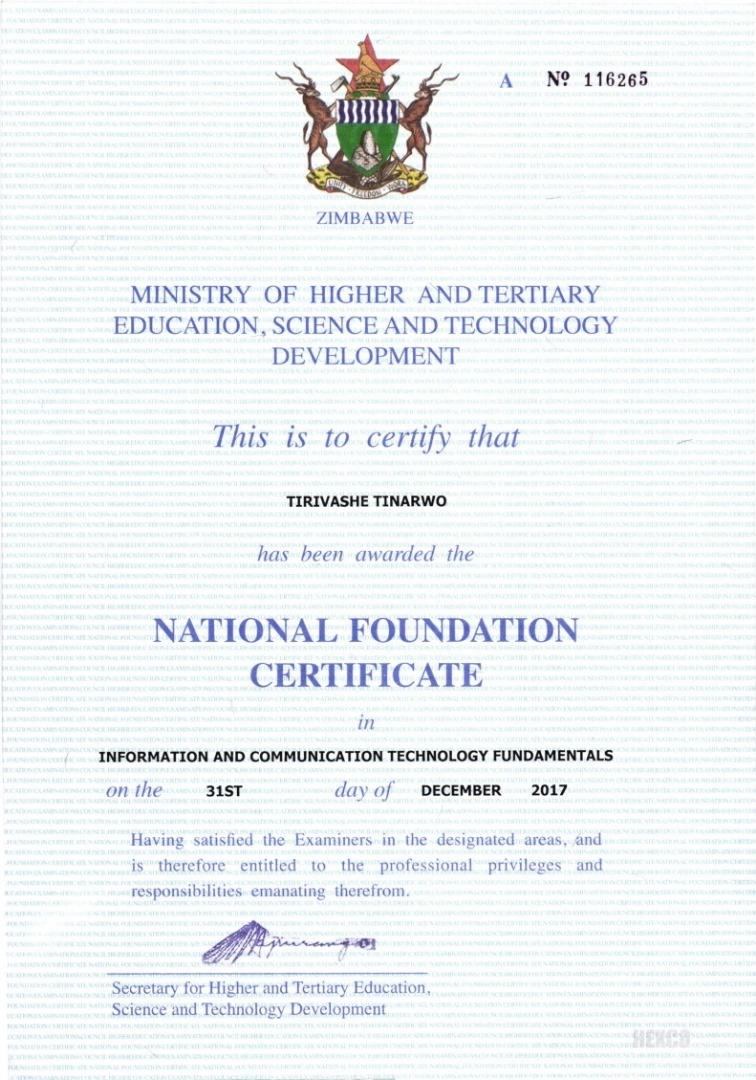 A Nº 116265
UNITY FREEDOM WORK
ZIMBABWE
MINISTRY OF HIGHER AND TERTIARY
EDUCATION, SCIENCE AND TECHNOLOGY
DEVELOPMENT
This is to certify that
TIRIVASHE TINARWO
has been awarded the
NATIONAL FOUNDATION
CERTIFICATE
in
INFORMATION AND COMMUNICATION TECHNOLOGY FUNDAMENTALS
on the 31ST day of DECEMBER 2017
Having satisfied the Examiners in the designated areas, and
is therefore entitled to the professional privileges and
responsibilities emanating therefrom.
Secretary for Higher and Tertiary Education,
Science and Technology Development
HEXCO